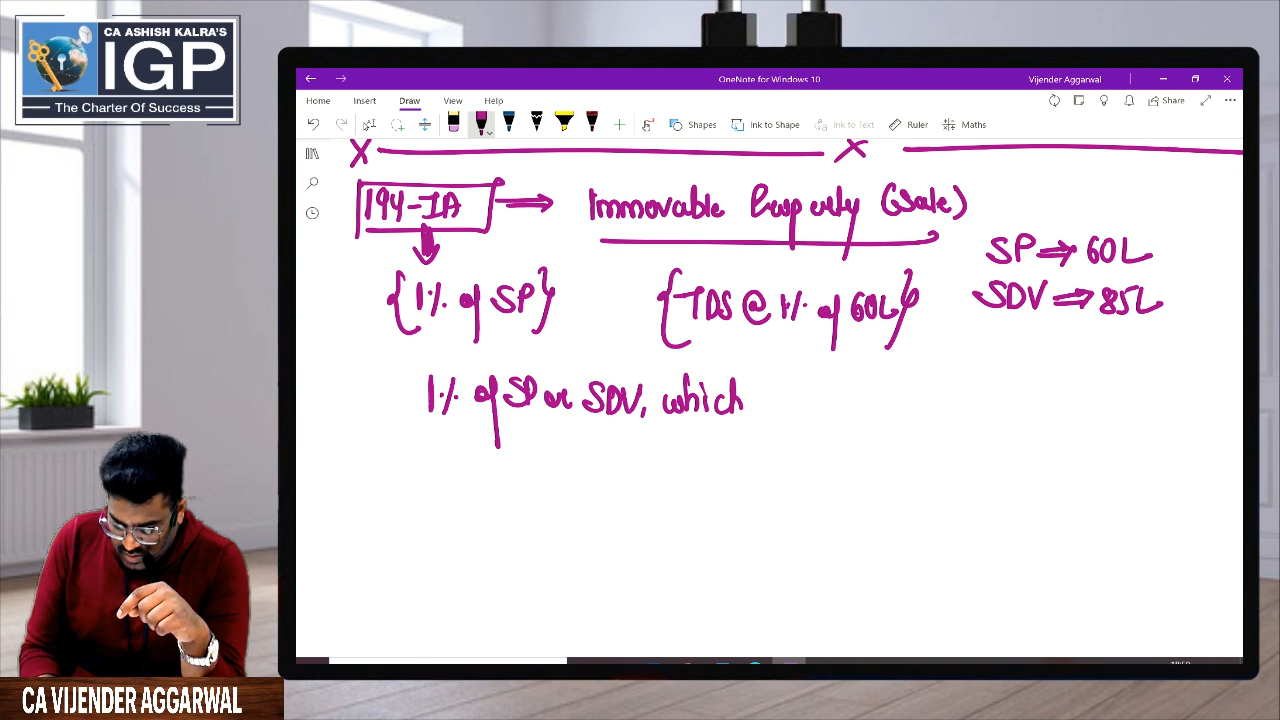 CA ASHISH KALRA'S
IGP
The Charter Of Success
OneNote for Windows 10
Vijender Aggarwal
Home Insert Draw View Help
Share
Shapes Ink to Shape Ink to Text Ruler Maths
X X
194-IA ⇒ Immovable Property (Sale)
SP ⇒ 60L
{1% of SP} {TDS @ 1% of 60L}
SDV ⇒ 85L
1% of SP or SDV, which
CA VIJENDER AGGARWAL